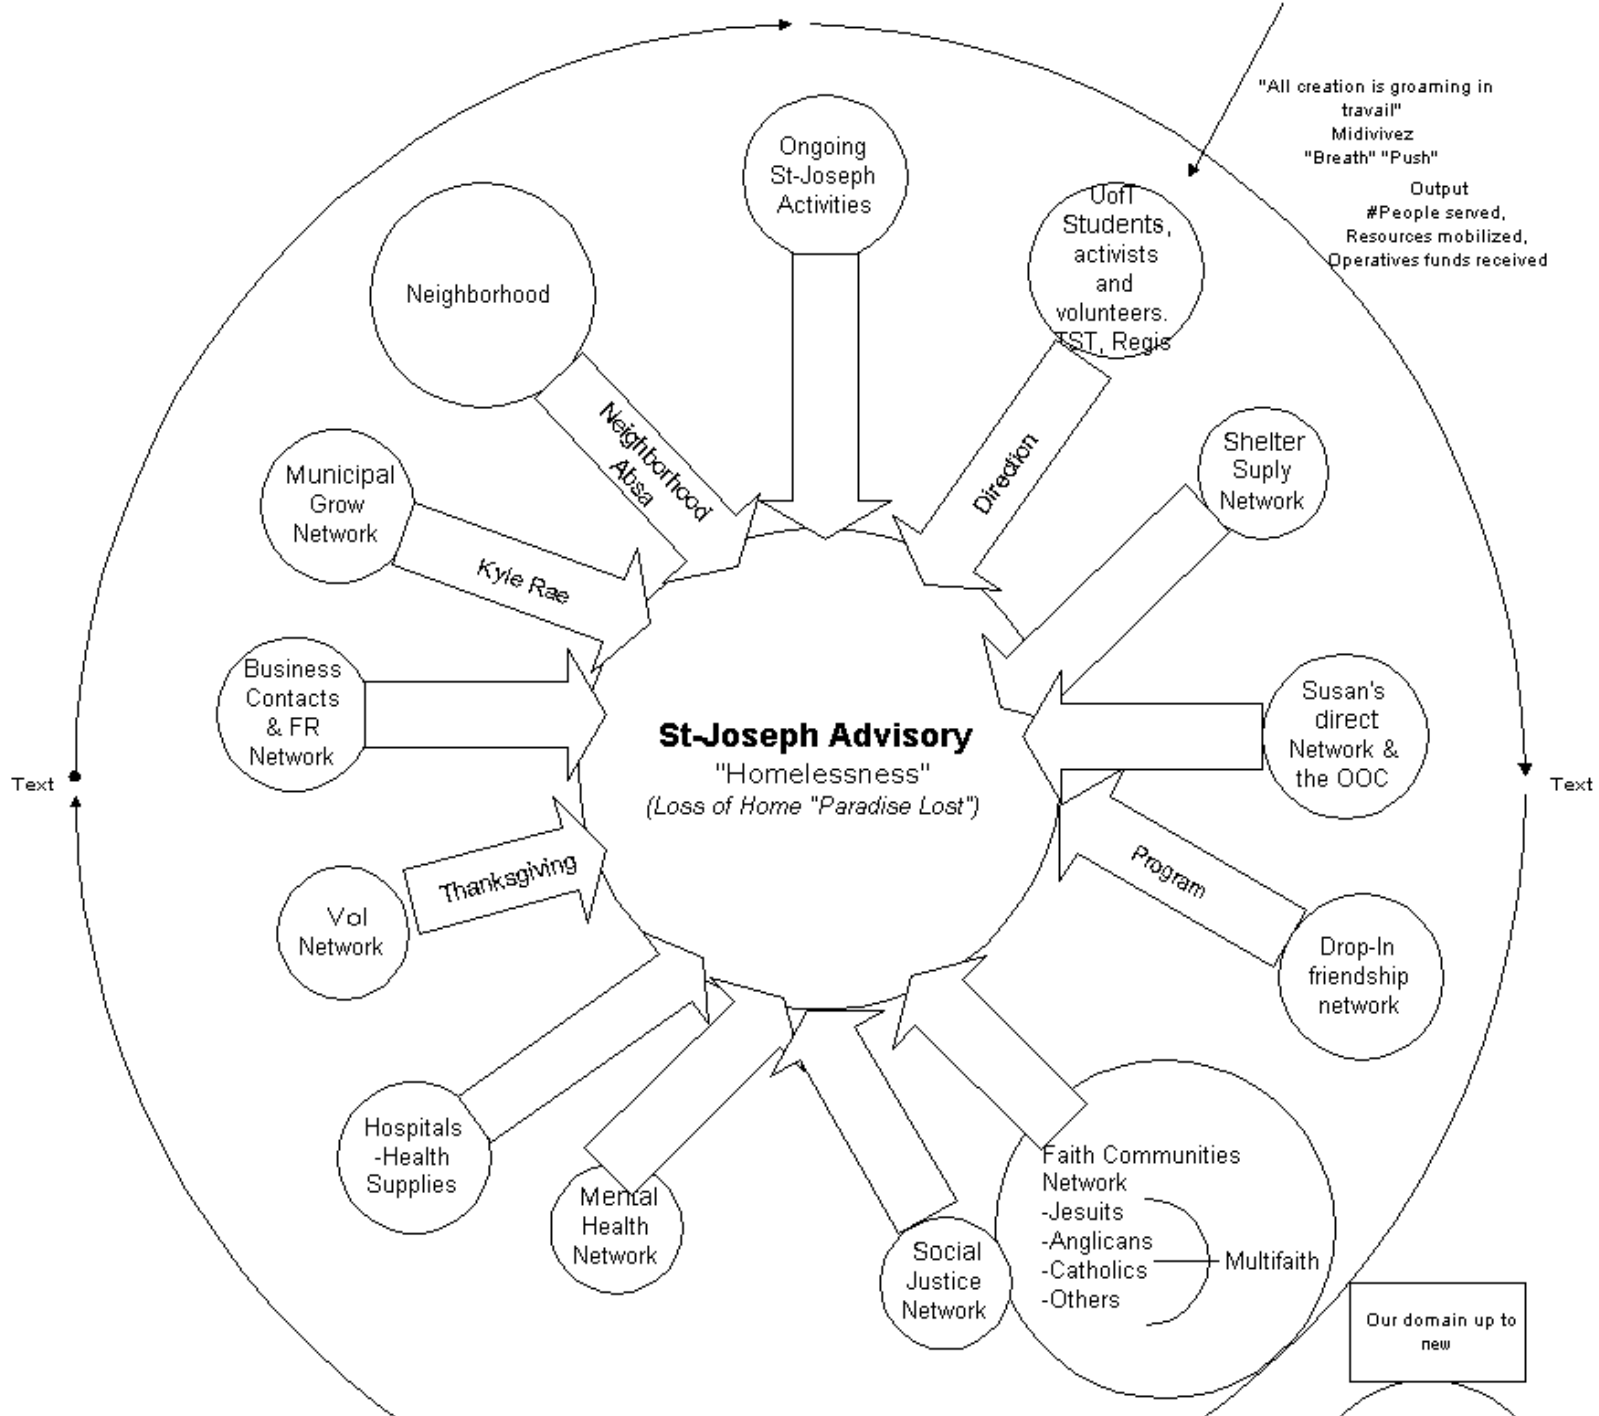 "All creation is groaming in
travail"
Midivivez
"Breath" "Push"
Output
#People served,
Resources mobilized,
Operatives funds received
Ongoing
St-Joseph
Activities
UofT
Students,
activists
and
volunteers.
TST, Regis
Direction
Shelter
Suply
Network
Susan's
direct
Network &
the OOC
Text
Program
Drop-In
friendship
network
Faith Communities
Network
-Jesuits
-Anglicans
-Catholics
-Others
Multifaith
Our domain up to
new
Social
Justice
Network
Mental
Health
Network
Hospitals
-Health
Supplies
Vol
Network
Thanksgiving
Text
Business
Contacts
& FR
Network
Municipal
Grow
Network
Kyle Rae
Neighborhood
Neighborhood
Absa
St-Joseph Advisory
"Homelessness"
(Loss of Home "Paradise Lost")